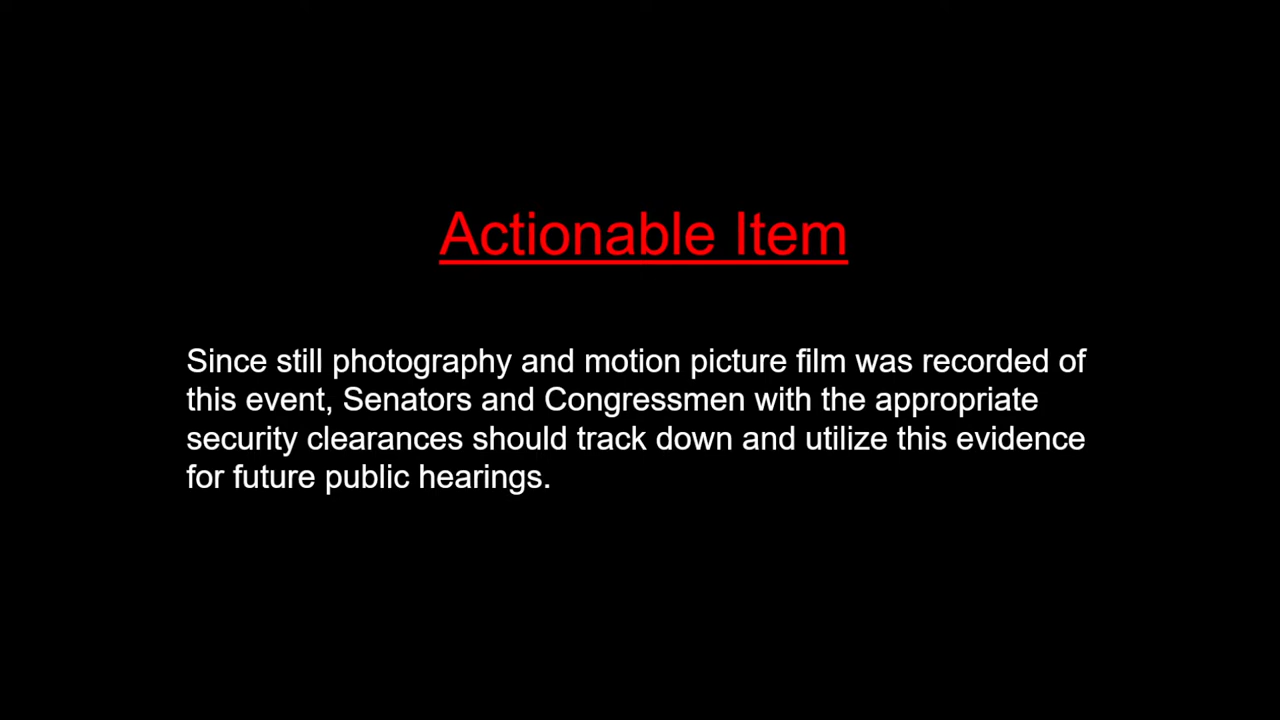 Actionable Item
Since still photography and motion picture film was recorded of
this event, Senators and Congressmen with the appropriate
security clearances should track down and utilize this evidence
for future public hearings.